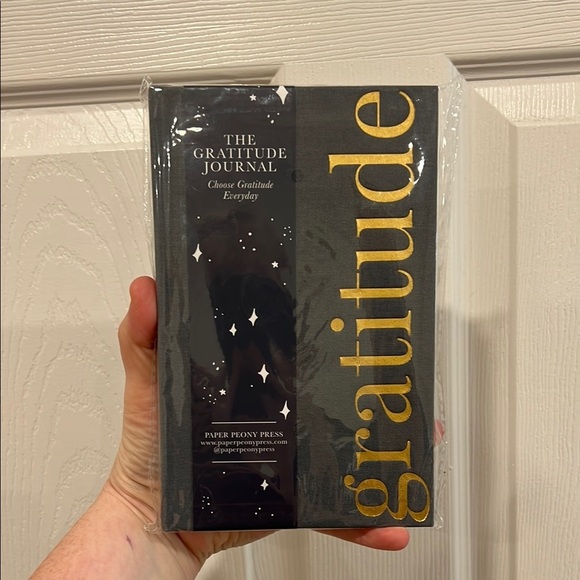 THE
GRATITUDE
JOURNAL
Choose Gratitude
Everyday
PAPER PEONY PRESS
www.paperpeonypress.com
@paperpeonypress
gratitude